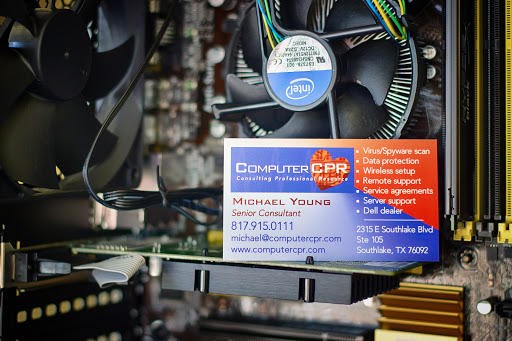 intel
COMPUTER CPR
Consulting Professional Resource
MICHAEL YOUNG
Senior Consultant
817.915.0111
michael@computercpr.com
www.computercpr.com
• Virus/Spyware scan
• Data protection
• Wireless setup
• Remote support
• Service agreements
• Server support
• Dell dealer
2315 E Southlake Blvd
Ste 105
Southlake, TX 76092